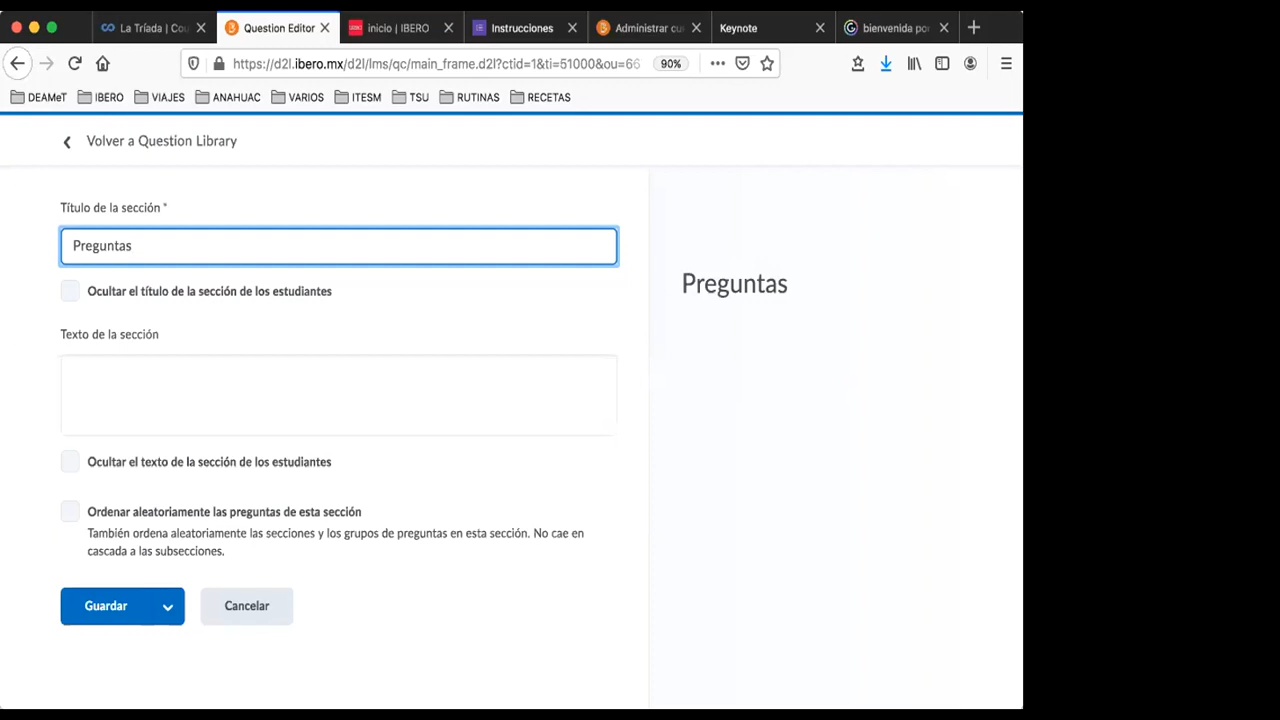 La Tríada | Cou
Question Editor
inicio | IBERO
Instrucciones
Administrar cu
Keynote
bienvenida po
https://d2l.ibero.mx/d2l/lms/qc/main_frame.d2l?ctid=1&ti=51000&ou=66
90%
DEAMeT
IBERO
VIAJES
ANAHUAC
VARIOS
ITESM
TSU
RUTINAS
RECETAS
Volver a Question Library
Título de la sección *
Preguntas
Ocultar el título de la sección de los estudiantes
Texto de la sección
Ocultar el texto de la sección de los estudiantes
Ordenar aleatoriamente las preguntas de esta sección
También ordena aleatoriamente las secciones y los grupos de preguntas en esta sección. No cae en
cascada a las subsecciones.
Guardar
Cancelar
Preguntas